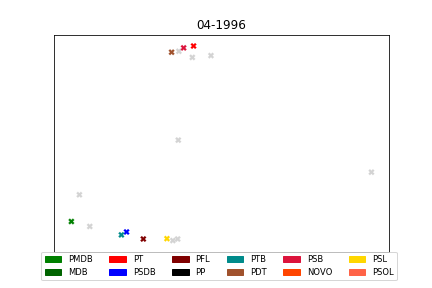 04-1996
PMDB PT PFL PTB PSB PSL
MDB PSDB PP PDT NOVO PSOL